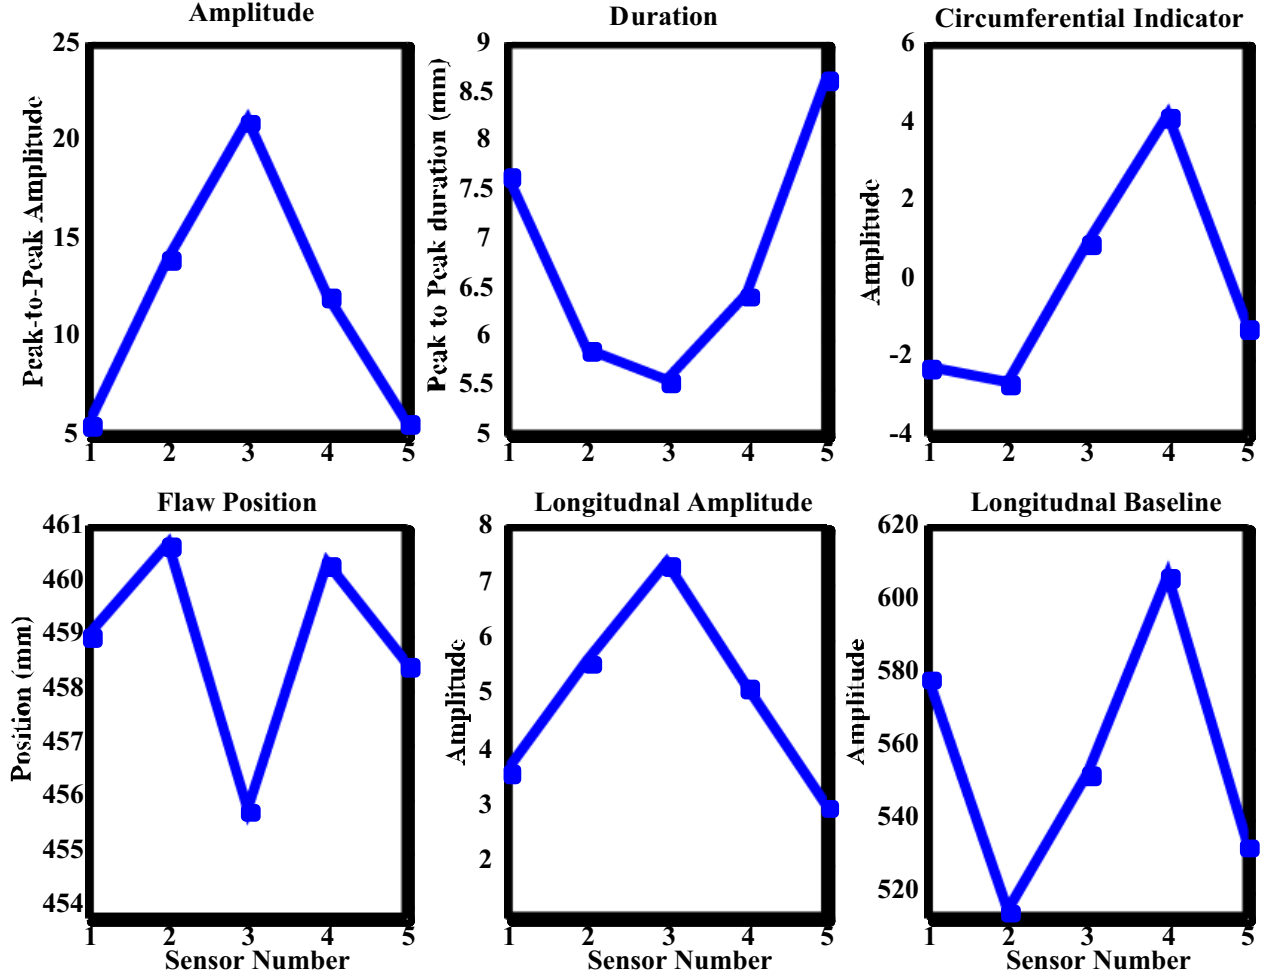 Amplitude
Peak-to-Peak Amplitude
25
20
15
10
5
1 2 3 4 5
Duration
Peak to Peak duration (mm)
9
8.5
8
7.5
7
6.5
6
5.5
5
1 2 3 4 5
Circumferential Indicator
Amplitude
6
4
2
0
-2
-4
1 2 3 4 5
Flaw Position
Position (mm)
461
460
459
458
457
456
455
454
1 2 3 4 5
Sensor Number
Longitudnal Amplitude
Amplitude
8
7
6
5
4
3
2
1 2 3 4 5
Sensor Number
Longitudnal Baseline
Amplitude
620
600
580
560
540
520
1 2 3 4 5
Sensor Number